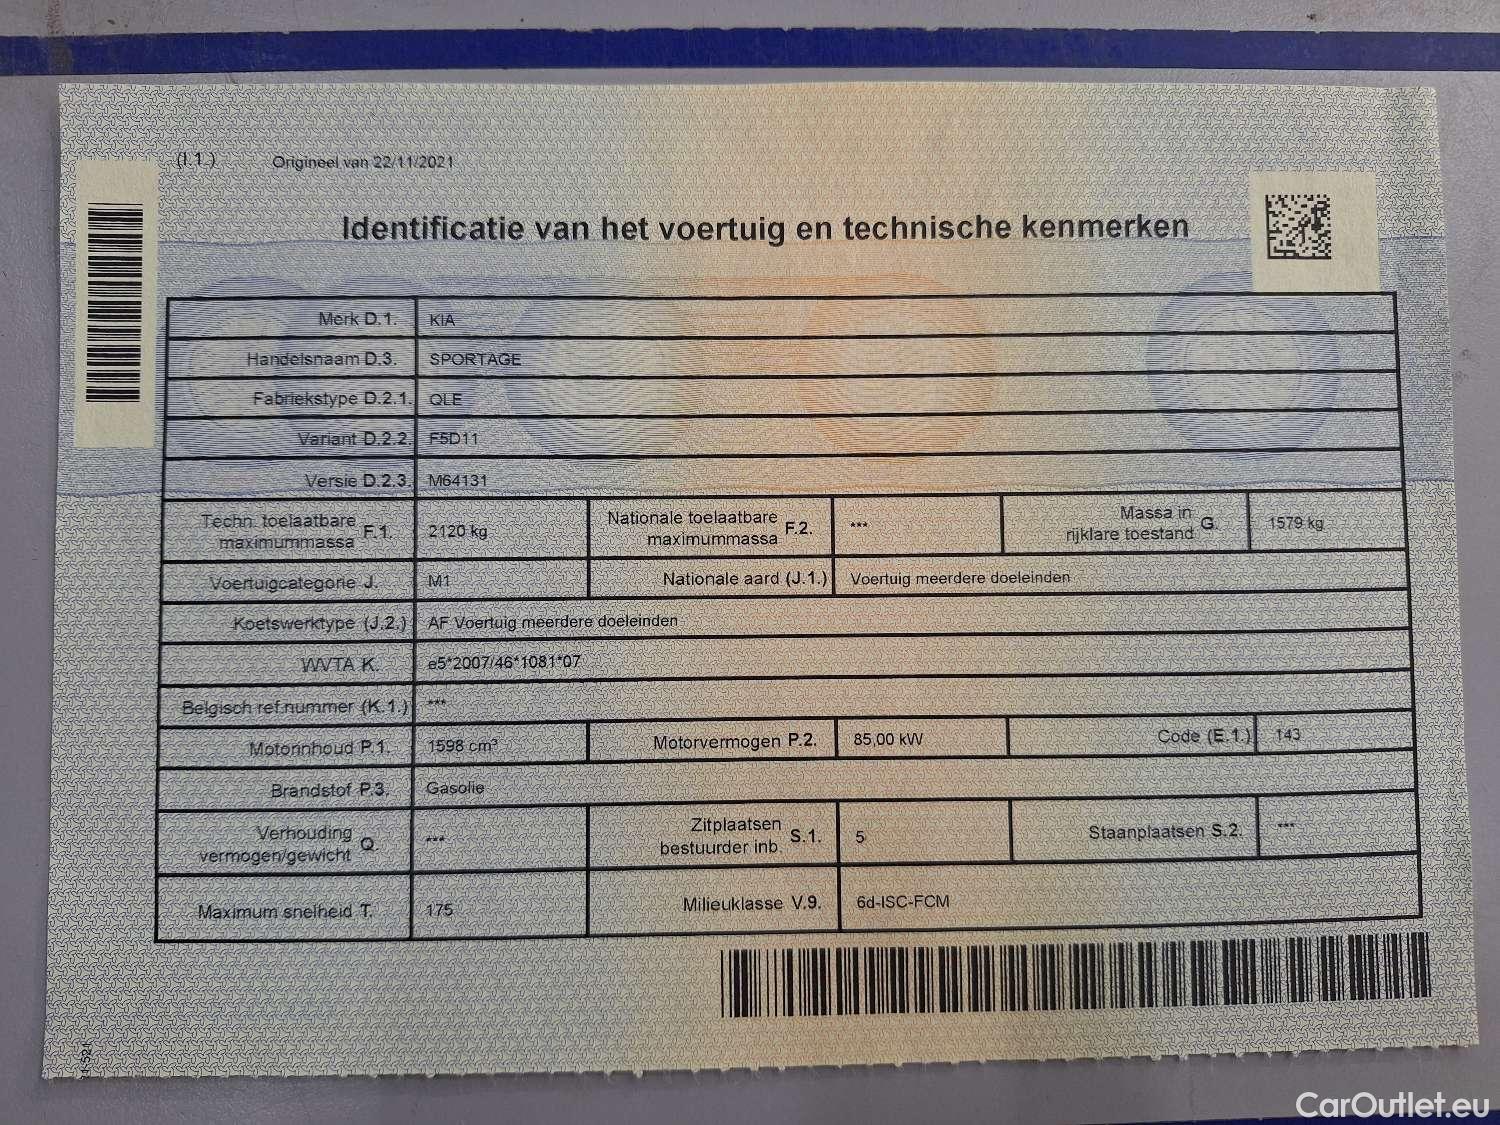 (I.1.) Origineel van 22/11/2021
Identificatie van het voertuig en technische kenmerken
Merk D.1. KIA
Handelsnaam D.3. SPORTAGE
Fabriekstype D.2.1. QLE
Variant D.2.2. F5D11
Versie D.2.3. M64131
Techn. toelaatbare maximummassa F.1. 2120 kg Nationale toelaatbare maximummassa F.2. *** Massa in rijklare toestand G. 1579 kg
Voertuigcategorie J. M1 Nationale aard (J.1.) Voertuig meerdere doeleinden
Koetswerktype (J.2.) AF Voertuig meerdere doeleinden
WVTA K. e5*2007/46*1081*07
Belgisch ref.nummer (K.1.) ***
Motorinhoud P.1. 1598 cm³ Motorvermogen P.2. 85,00 kW Code (E.1.) 143
Brandstof P.3. Gasolie
Verhouding vermogen/gewicht Q. *** Zitplaatsen bestuurder inb. S.1. 5 Staanplaatsen S.2. ***
Maximum snelheid T. 175 Milieuklasse V.9. 6d-ISC-FCM
CarOutlet.eu